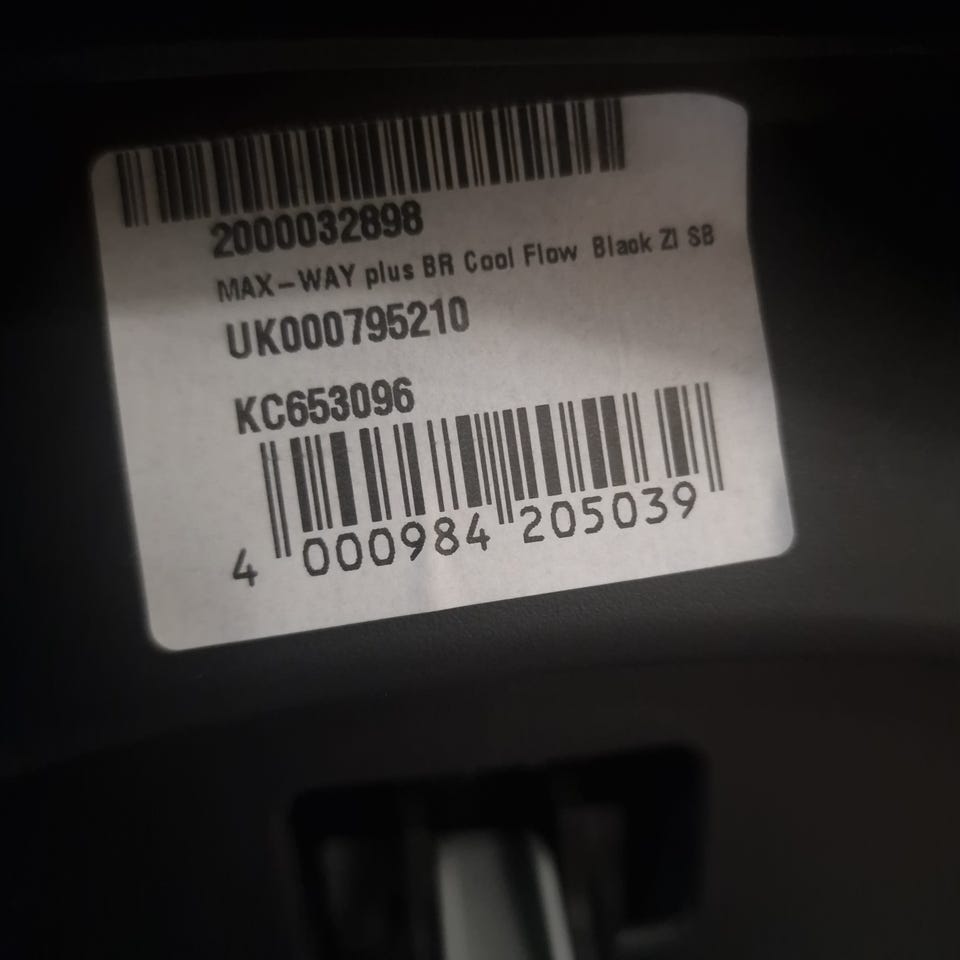 2000032898
MAX-WAY plus BR Cool Flow Black ZI SB
UK000795210
KC653096
4 000984 205039